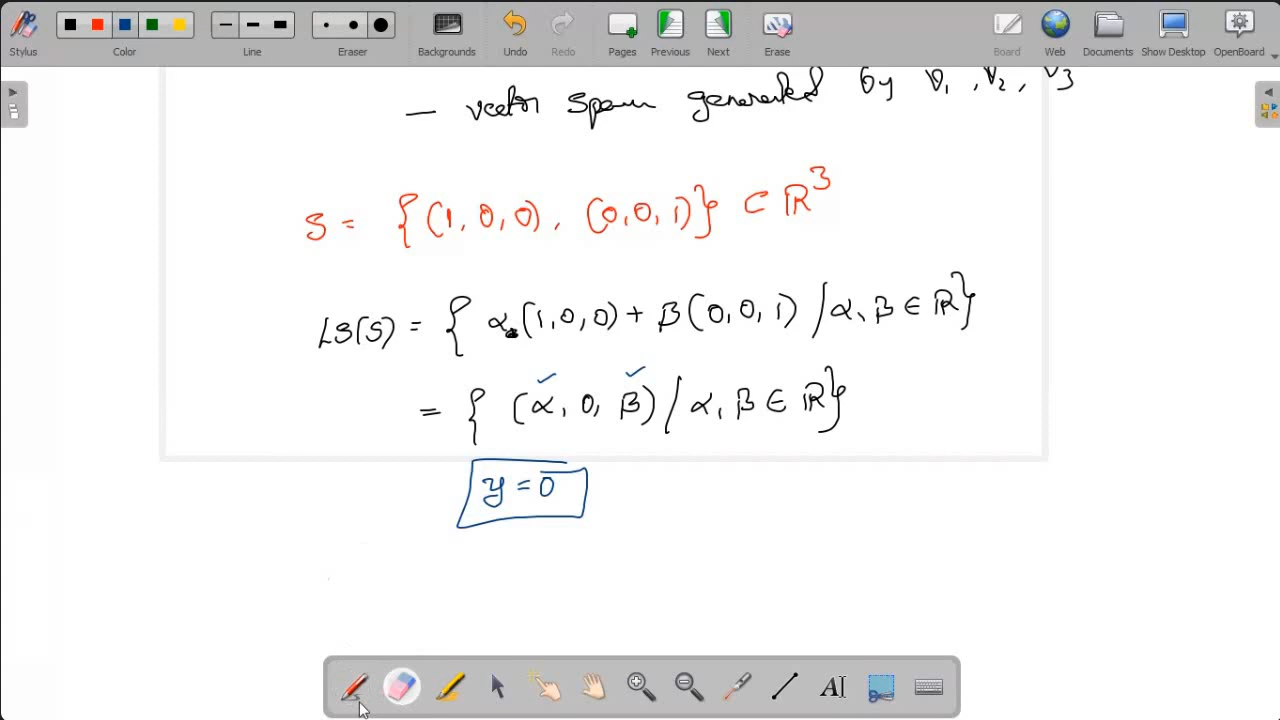 Stylus Color Line Eraser Backgrounds Undo Redo Pages Previous Next Erase Board Web Documents Show Desktop OpenBoard
— vector space generated by v₁, v₂, v₃
S = {(1, 0, 0), (0, 0, 1)} ⊂ ℝ³
LS(S) = { α.(1, 0, 0) + β(0, 0, 1) / α, β ∈ ℝ}
= { (α, 0, β) / α, β ∈ ℝ}
y = 0